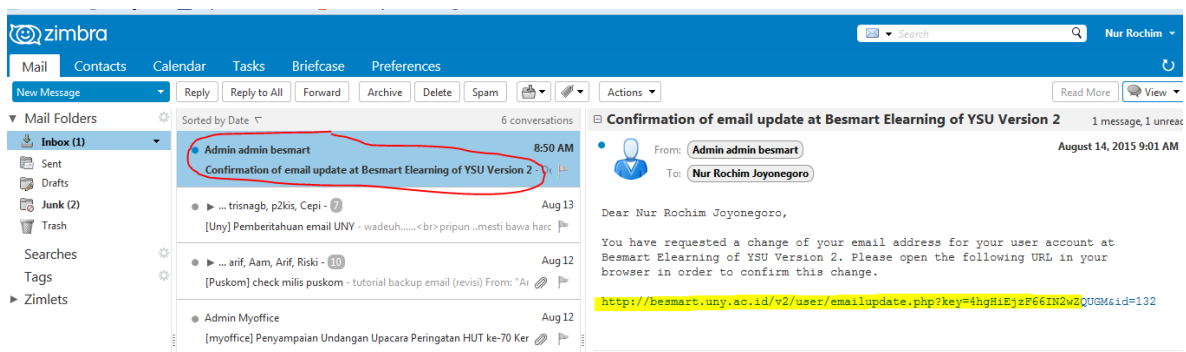 zimbra
Search
Nur Rochim
Mail Contacts Calendar Tasks Briefcase Preferences
New Message Reply Reply to All Forward Archive Delete Spam Actions Read More View
Mail Folders
Inbox (1)
Sent
Drafts
Junk (2)
Trash
Searches
Tags
Zimlets
Sorted by Date 6 conversations
Admin admin besmart 8:50 AM
Confirmation of email update at Besmart Elearning of YSU Version 2 -
... trisnagb, p2kis, Cepi - 7 Aug 13
[Uny] Pemberitahuan email UNY - wadeuh......<br>pripun ..mesti bawa harc
... arif, Aam, Arif, Riski - 10 Aug 12
[Puskom] check milis puskom - tutorial backup email (revisi) From: "Ar
Admin Myoffice Aug 12
[myoffice] Penyampaian Undangan Upacara Peringatan HUT ke-70 Ker
Confirmation of email update at Besmart Elearning of YSU Version 2 1 message, 1 unread
From: Admin admin besmart August 14, 2015 9:01 AM
To: Nur Rochim Joyonegoro
Dear Nur Rochim Joyonegoro,
You have requested a change of your email address for your user account at
Besmart Elearning of YSU Version 2. Please open the following URL in your
browser in order to confirm this change.
http://besmart.uny.ac.id/v2/user/emailupdate.php?key=4hgHiEjzF66IN2wZQUGM&id=132